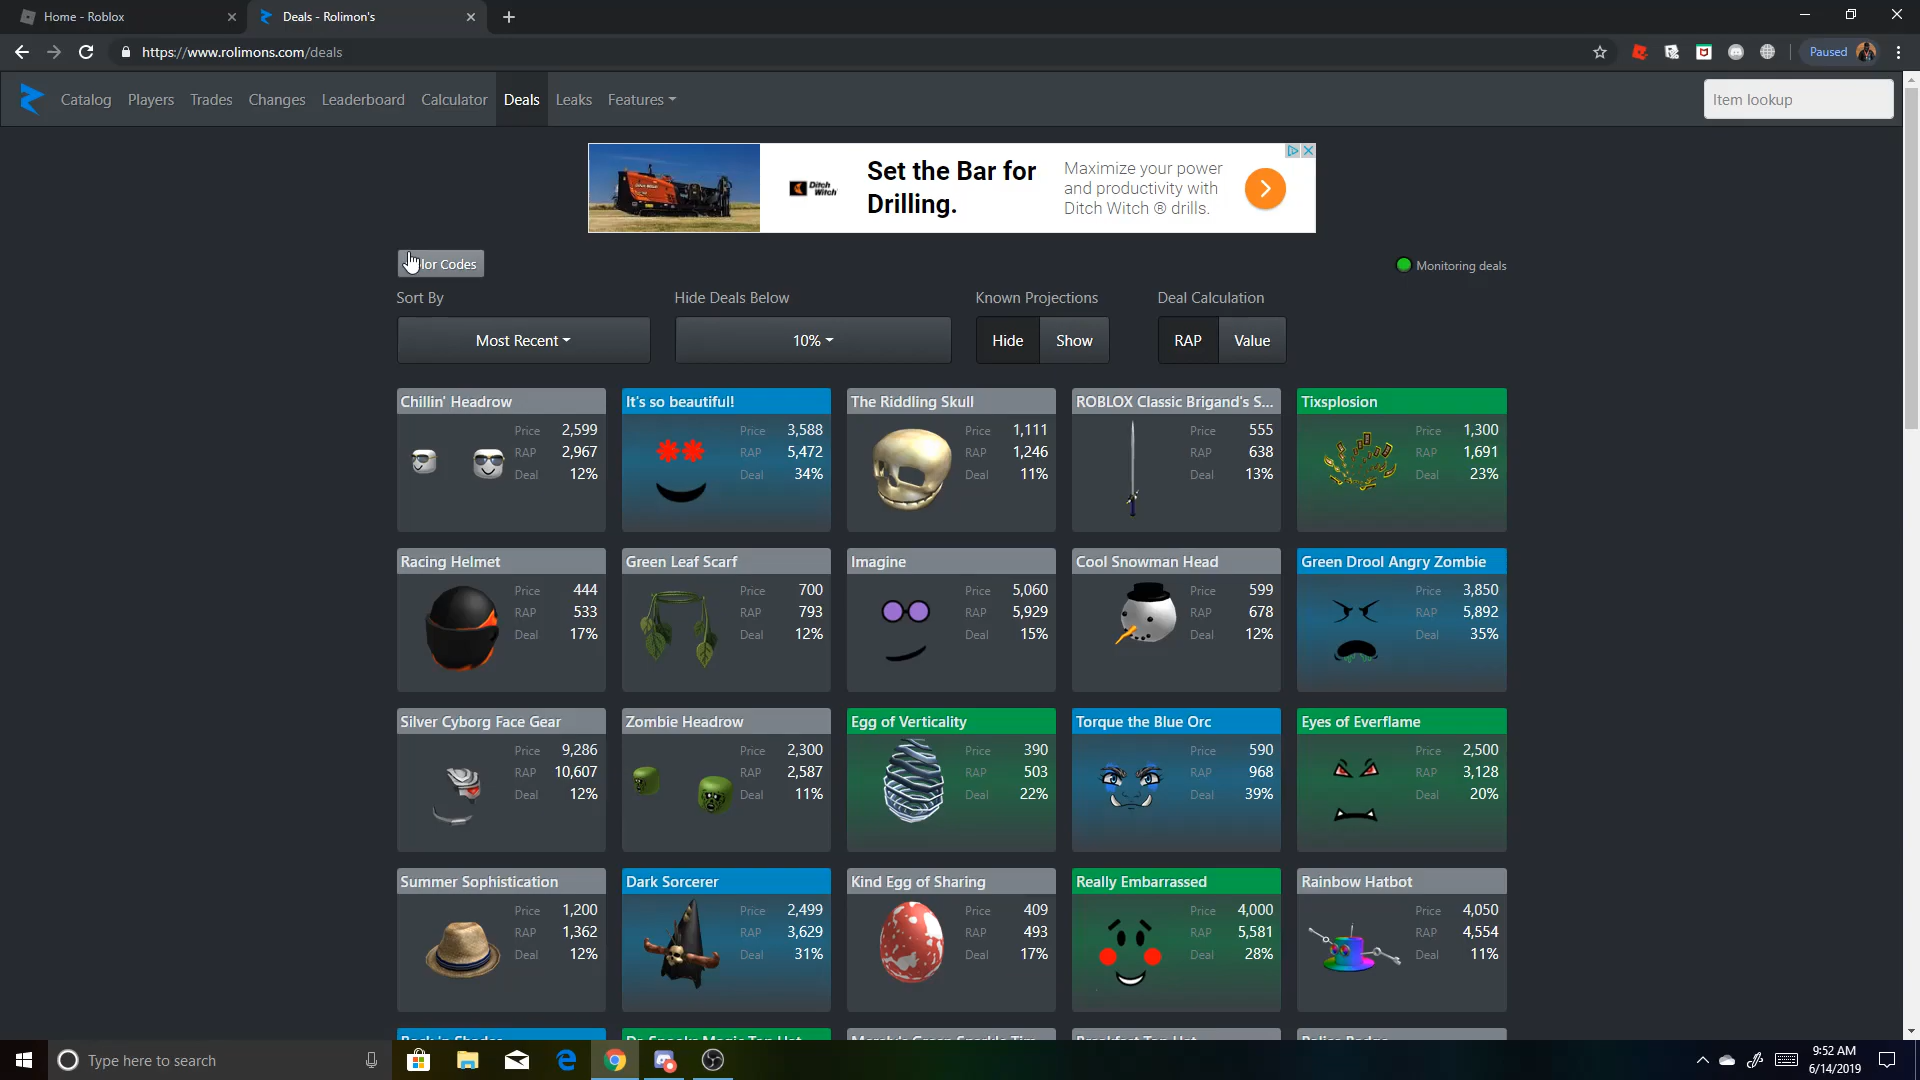 Home - Roblox
Deals - Rolimon's
https://www.rolimons.com/deals
Paused
Catalog Players Trades Changes Leaderboard Calculator Deals Leaks Features
Item lookup
Ditch Witch
Set the Bar for
Drilling.
Maximize your power
and productivity with
Ditch Witch ® drills.
lor Codes
Monitoring deals
Sort By
Hide Deals Below
Known Projections
Deal Calculation
Most Recent
10%
Hide Show
RAP Value
Chillin' Headrow
Price 2,599
RAP 2,967
Deal 12%
It's so beautiful!
Price 3,588
RAP 5,472
Deal 34%
The Riddling Skull
Price 1,111
RAP 1,246
Deal 11%
ROBLOX Classic Brigand's S...
Price 555
RAP 638
Deal 13%
Tixsplosion
Price 1,300
RAP 1,691
Deal 23%
Racing Helmet
Price 444
RAP 533
Deal 17%
Green Leaf Scarf
Price 700
RAP 793
Deal 12%
Imagine
Price 5,060
RAP 5,929
Deal 15%
Cool Snowman Head
Price 599
RAP 678
Deal 12%
Green Drool Angry Zombie
Price 3,850
RAP 5,892
Deal 35%
Silver Cyborg Face Gear
Price 9,286
RAP 10,607
Deal 12%
Zombie Headrow
Price 2,300
RAP 2,587
Deal 11%
Egg of Verticality
Price 390
RAP 503
Deal 22%
Torque the Blue Orc
Price 590
RAP 968
Deal 39%
Eyes of Everflame
Price 2,500
RAP 3,128
Deal 20%
Summer Sophistication
Price 1,200
RAP 1,362
Deal 12%
Dark Sorcerer
Price 2,499
RAP 3,629
Deal 31%
Kind Egg of Sharing
Price 409
RAP 493
Deal 17%
Really Embarrassed
Price 4,000
RAP 5,581
Deal 28%
Rainbow Hatbot
Price 4,050
RAP 4,554
Deal 11%
Type here to search
9:52 AM
6/14/2019